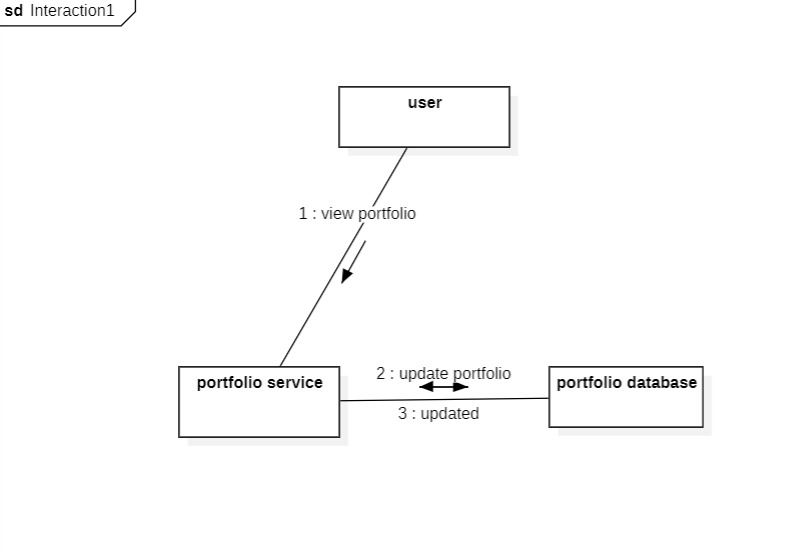 sd Interaction1
user
1 : view portfolio
portfolio service
2 : update portfolio
portfolio database
3 : updated